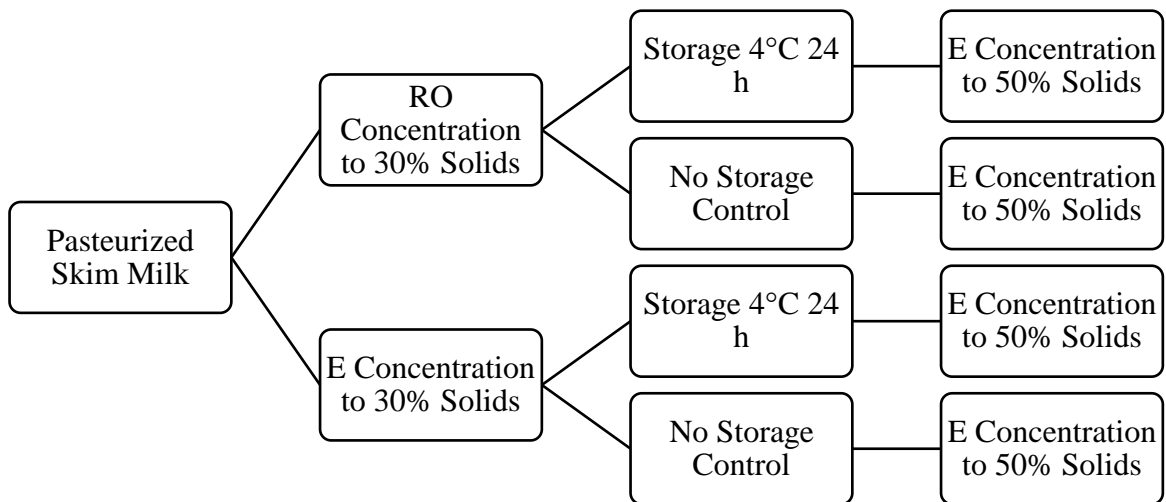 Pasteurized
Skim Milk
RO
Concentration
to 30% Solids
Storage 4°C 24
h
E Concentration
to 50% Solids
No Storage
Control
E Concentration
to 50% Solids
E Concentration
to 30% Solids
Storage 4°C 24
h
E Concentration
to 50% Solids
No Storage
Control
E Concentration
to 50% Solids